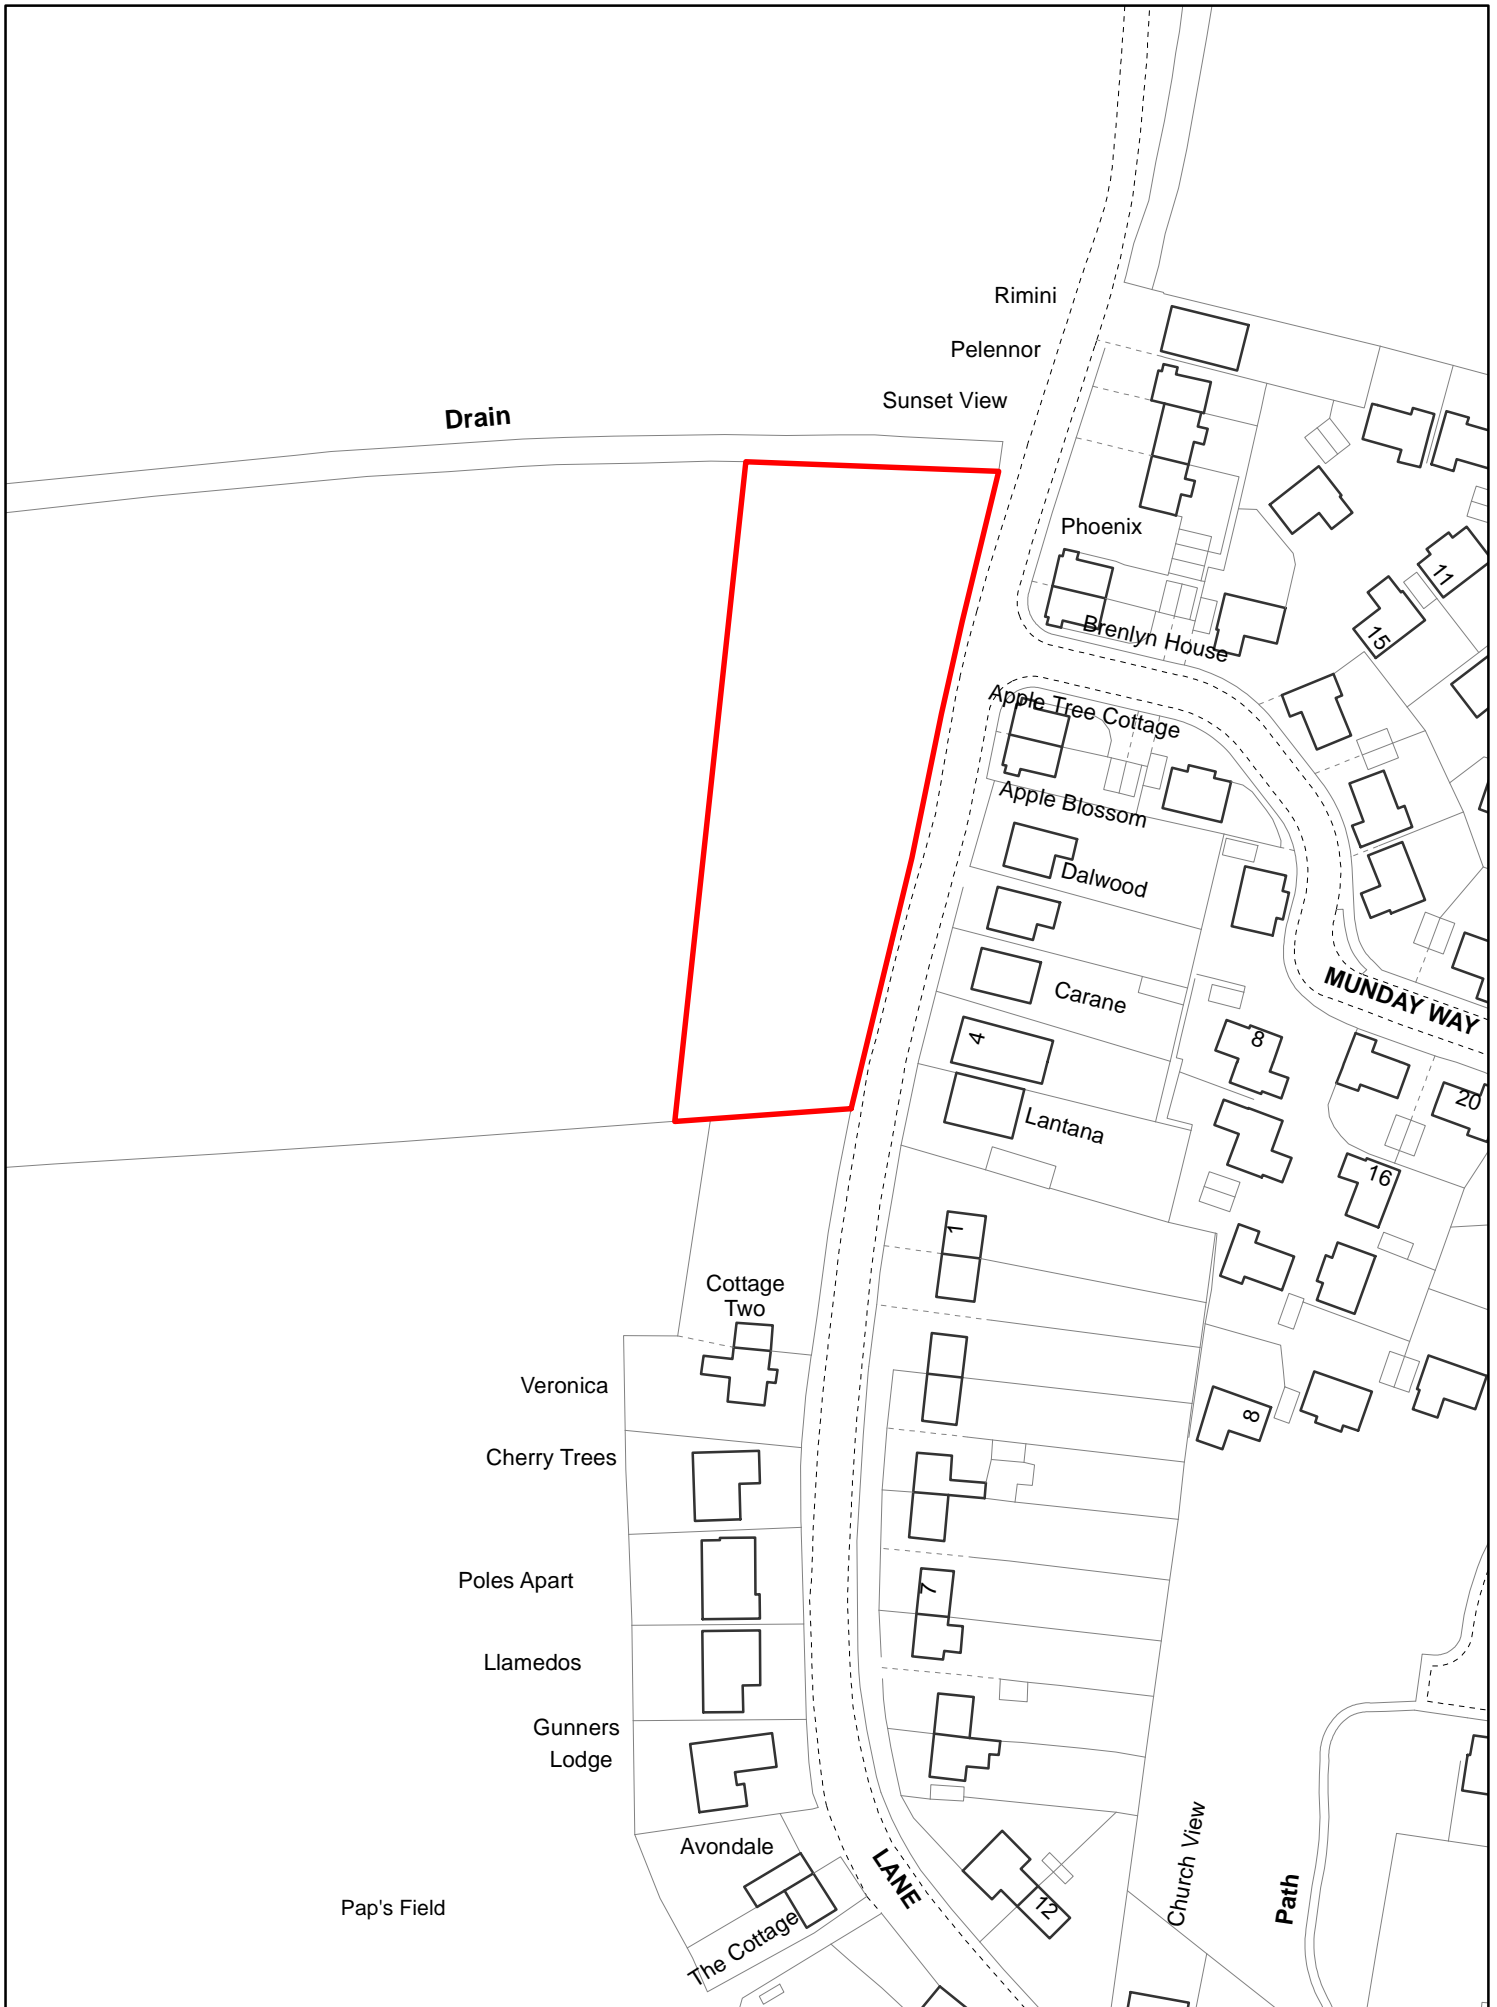 Rimini
Pelennor
Sunset View
Drain
Phoenix
11
15
Brenlyn House
Apple Tree Cottage
Apple Blossom
Dalwood
MUNDAY WAY
Carane
4
8
20
Lantana
16
1
Cottage
Two
Veronica
8
Cherry Trees
Poles Apart
7
Llamedos
Gunners
Lodge
Avondale
LANE
Church View
Path
Pap's Field
12
The Cottage